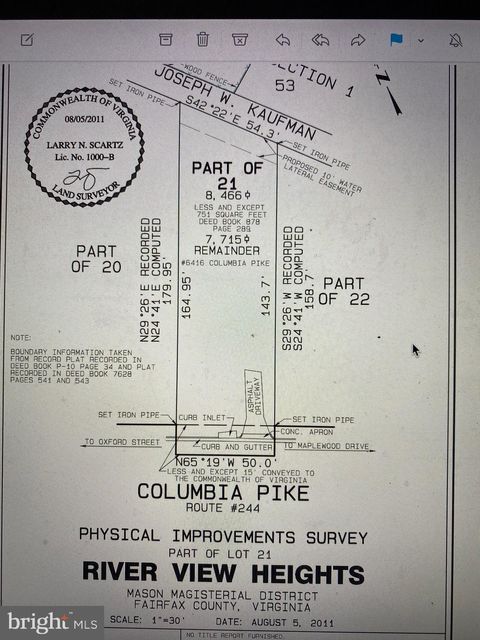 WOOD FENCE
SECTION 1
53
JOSEPH W. KAUFMAN
S42°22'E 54.3'
SET IRON PIPE
SET IRON PIPE
PROPOSED 10' WATER
LATERAL EASEMENT
N
COMMONWEALTH OF VIRGINIA
08/05/2011
LARRY N. SCARTZ
Lic. No. 1000-B
LAND SURVEYOR
PART OF
21
8,466
LESS AND EXCEPT
751 SQUARE FEET
DEED BOOK 878
PAGE 289
7,715
REMAINDER
#6416 COLUMBIA PIKE
PART
OF 20
N29°26'E RECORDED
N24°41'E COMPUTED
179.95'
164.95'
143.7'
S29°26'W RECORDED
S24°41'W COMPUTED
158.7'
PART
OF 22
NOTE:
BOUNDARY INFORMATION TAKEN
FROM RECORD PLAT RECORDED IN
DEED BOOK P-10 PAGE 34 AND PLAT
RECORDED IN DEED BOOK 7628
PAGES 541 AND 543
ASPHALT
DRIVEWAY
SET IRON PIPE
CURB INLET
SET IRON PIPE
CONC. APRON
TO OXFORD STREET
CURB AND GUTTER
TO MAPLEWOOD DRIVE
N65°19'W 50.0'
LESS AND EXCEPT 15' CONVEYED TO
THE COMMONWEALTH OF VIRGINIA
COLUMBIA PIKE
ROUTE #244
PHYSICAL IMPROVEMENTS SURVEY
PART OF LOT 21
RIVER VIEW HEIGHTS
MASON MAGISTERIAL DISTRICT
FAIRFAX COUNTY, VIRGINIA
SCALE: 1"=30' DATE: AUGUST 5, 2011
NO TITLE REPORT FURNISHED.
bright MLS